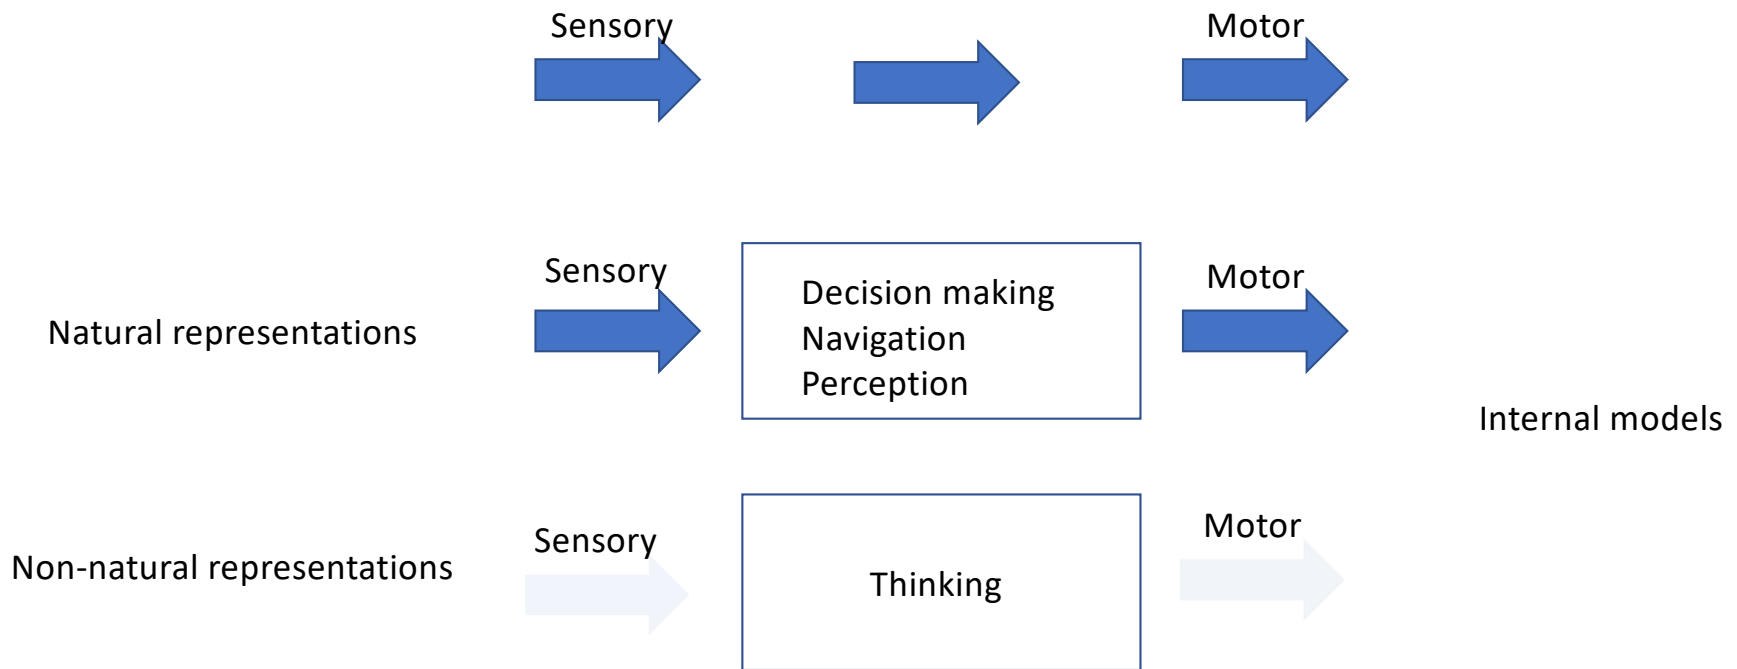 Sensory
Motor
Sensory
Motor
Decision making
Natural representations
Navigation
Perception
Internal models
Sensory
Motor
Non-natural representations
Thinking